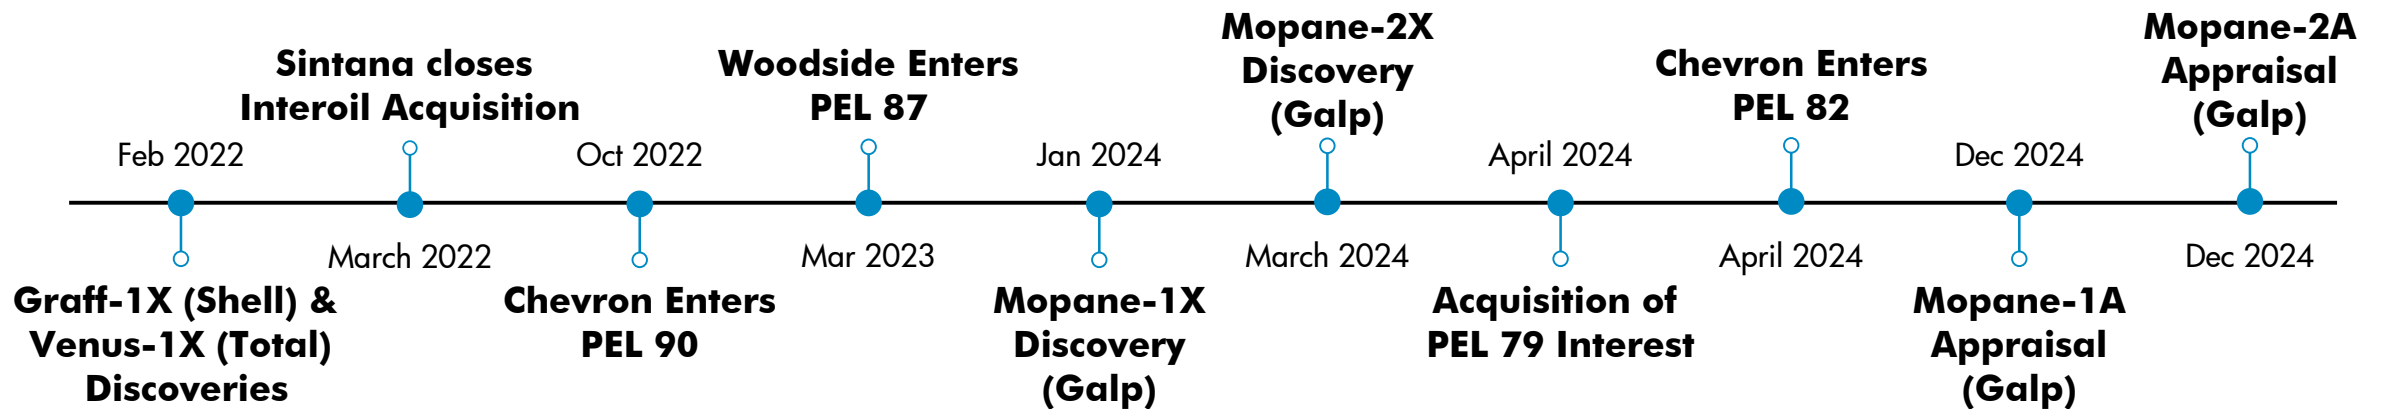 Feb 2022
Graff-1X (Shell) &
Venus-1X (Total)
Discoveries
Sintana closes
Interoil Acquisition
March 2022
Oct 2022
Chevron Enters
PEL 90
Woodside Enters
PEL 87
Mar 2023
Jan 2024
Mopane-1X
Discovery
(Galp)
Mopane-2X
Discovery
(Galp)
March 2024
April 2024
Acquisition of
PEL 79 Interest
Chevron Enters
PEL 82
April 2024
Dec 2024
Mopane-1A
Appraisal
(Galp)
Mopane-2A
Appraisal
(Galp)
Dec 2024